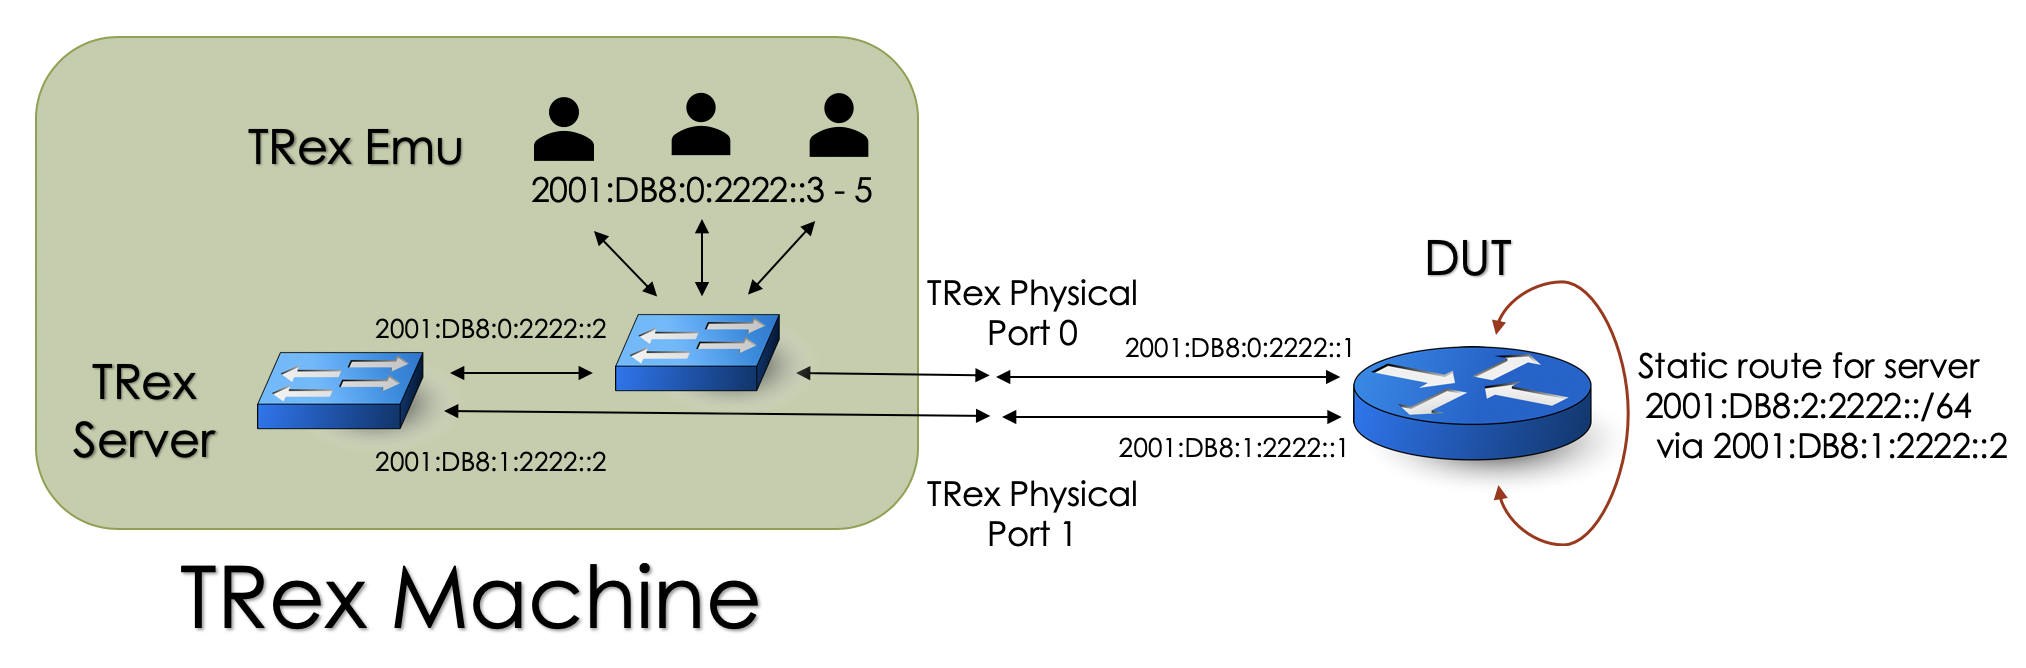 TRex Emu
2001:DB8:0:2222::3 - 5
DUT
TRex Physical
Port 0
2001:DB8:0:2222::2
2001:DB8:0:2222::1
TRex
Server
Static route for server
2001:DB8:2:2222::/64
via 2001:DB8:1:2222::2
2001:DB8:1:2222::2
2001:DB8:1:2222::1
TRex Physical
Port 1
TRex Machine